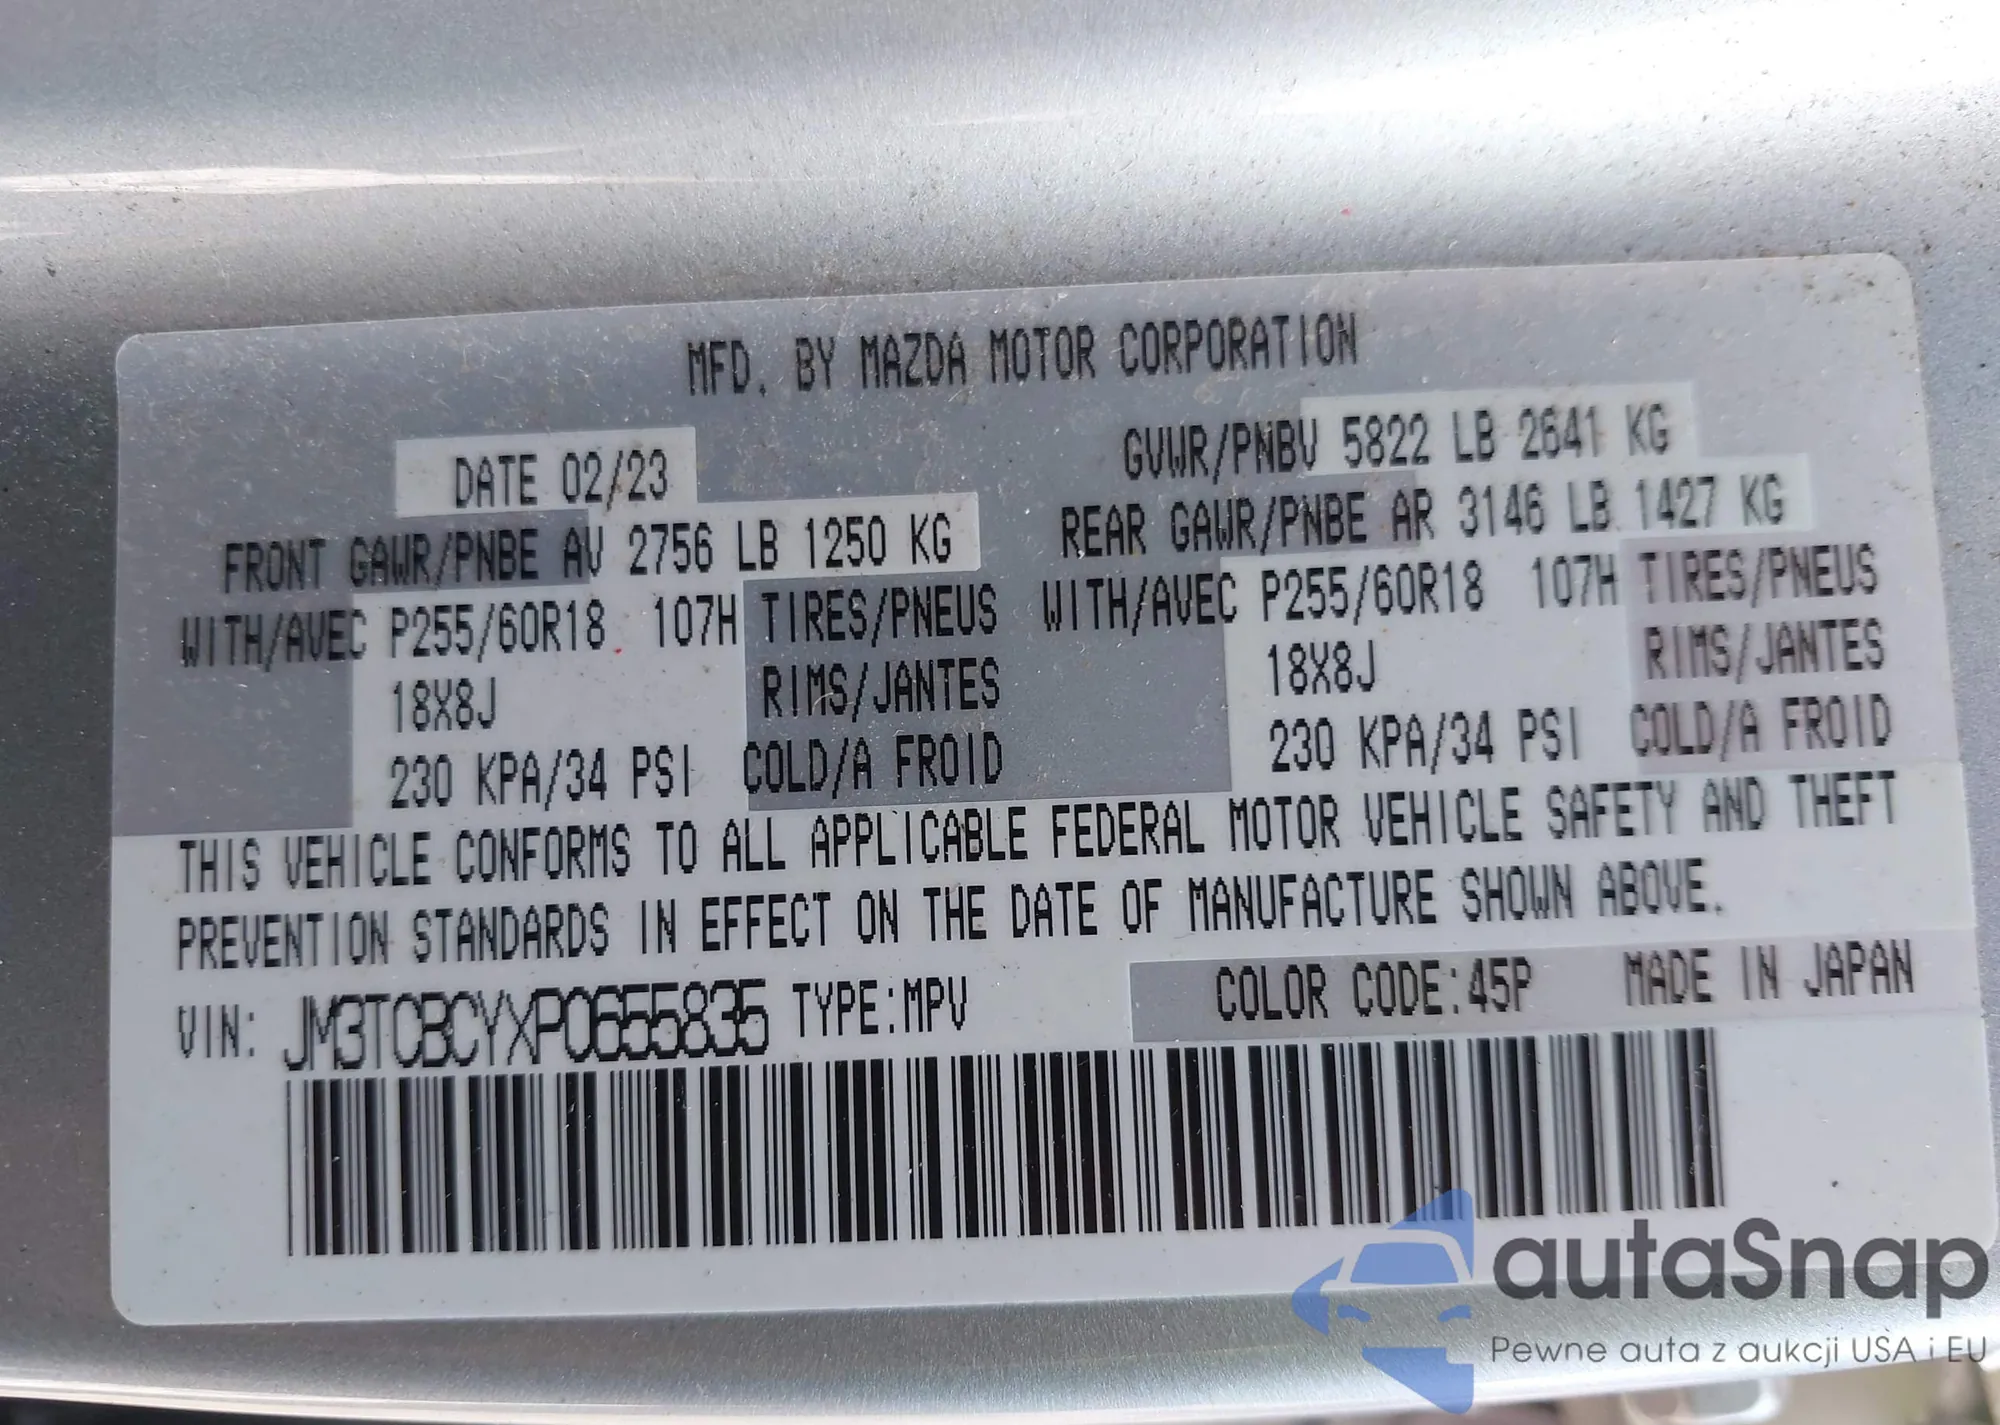 MFD. BY MAZDA MOTOR CORPORATION
DATE 02/23 GVWR/PNBV 5822 LB 2641 KG
FRONT GAWR/PNBE AV 2756 LB 1250 KG REAR GAWR/PNBE AR 3146 LB 1427 KG
WITH/AVEC P255/60R18 107H TIRES/PNEUS WITH/AVEC P255/60R18 107H TIRES/PNEUS
18X8J RIMS/JANTES 18X8J RIMS/JANTES
230 KPA/34 PSI COLD/A FROID 230 KPA/34 PSI COLD/A FROID
THIS VEHICLE CONFORMS TO ALL APPLICABLE FEDERAL MOTOR VEHICLE SAFETY AND THEFT
PREVENTION STANDARDS IN EFFECT ON THE DATE OF MANUFACTURE SHOWN ABOVE.
VIN: JM3TCBCYXP0655835 TYPE:MPV COLOR CODE:45P MADE IN JAPAN
autaSnap
Pewne auta z aukcji USA i EU